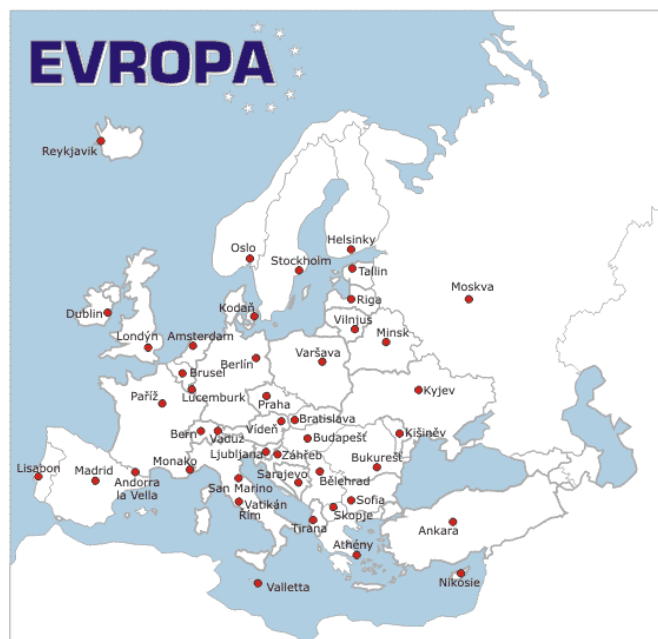 EVROPA
Reykjavik
Helsinky
Oslo
Stockholm
Tallin
Moskva
Riga
Kodaň
Dublin
Vilnius
Minsk
Londýn
Amsterdam
Berlín
Varšava
Brusel
Kyjev
Paříž
Lucemburk
Praha
Bratislava
Vídeň
Bern
Vaduz
Budapešť
Kišiněv
Ljubljana
Záhřeb
Monako
Bukurešť
Lisabon
Madrid
Andorra
la Vella
Sarajevo
Bělehrad
San Marino
Vatikán
Řím
Sofia
Skopje
Tirana
Ankara
Athény
Valletta
Nikósie